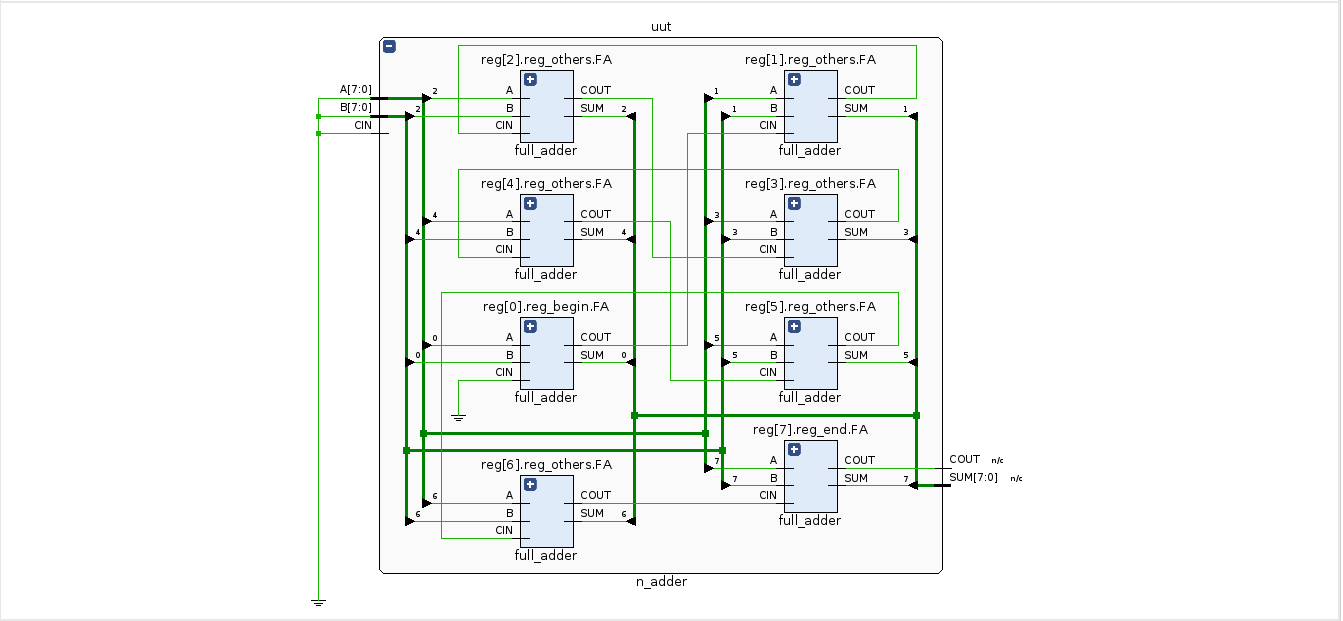 uut
A[7:0]
B[7:0]
CIN
reg[2].reg_others.FA
2 A COUT
2 B SUM 2
CIN
full_adder
reg[1].reg_others.FA
1 A COUT
1 B SUM 1
CIN
full_adder
reg[4].reg_others.FA
4 A COUT
4 B SUM 4
CIN
full_adder
reg[3].reg_others.FA
3 A COUT
3 B SUM 3
CIN
full_adder
reg[0].reg_begin.FA
0 A COUT
0 B SUM 0
CIN
full_adder
reg[5].reg_others.FA
5 A COUT
5 B SUM 5
CIN
full_adder
reg[6].reg_others.FA
6 A COUT
6 B SUM 6
CIN
full_adder
reg[7].reg_end.FA
7 A COUT
7 B SUM 7
CIN
full_adder
COUT n/c
SUM[7:0] n/c
n_adder